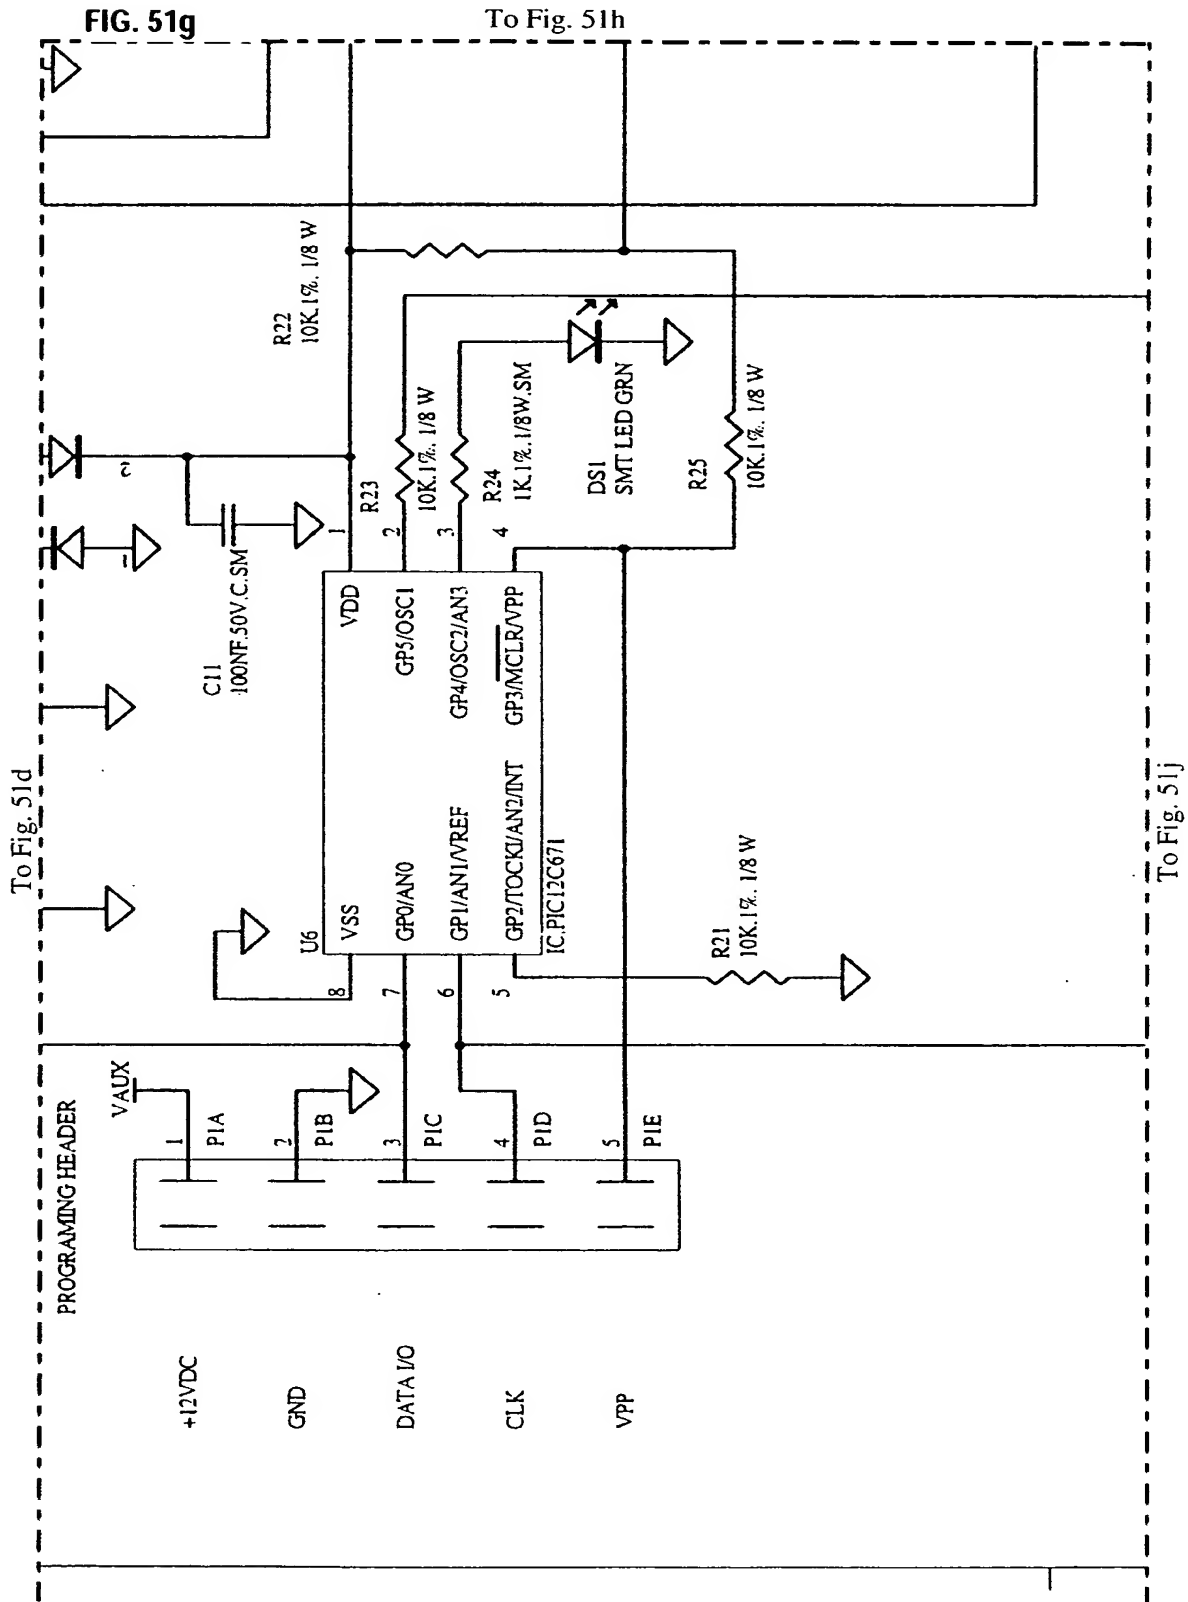 FIG. 51g
To Fig. 51h
To Fig. 51d
To Fig. 51j
R22
10K.1%. 1/8 W
2
1
C11
100NF.50V.C.SM
R23
10K.1%. 1/8 W
R24
1K.1%.1/8W.SM
DS1
SMT LED GRN
R25
10K.1%. 1/8 W
1
2
3
4
VDD
GP5/OSC1
GP4/OSC2/AN3
GP3/MCLR/VPP
VSS
GP0/AN0
GP1/AN1/VREF
GP2/TOCKI/AN2/INT
U6
IC.PIC12C671
8
7
6
5
R21
10K.1%. 1/8 W
PROGRAMING HEADER
VAUX
1
P1A
2
P1B
3
P1C
4
P1D
5
P1E
+12VDC
GND
DATA I/O
CLK
VPP